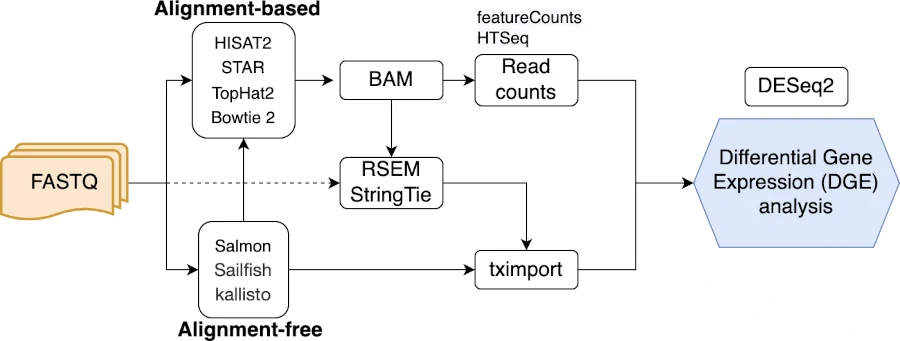 Alignment-based
HISAT2
STAR
TopHat2
Bowtie 2
BAM
featureCounts
HTSeq
Read
counts
DESeq2
FASTQ
RSEM
StringTie
Differential Gene
Expression (DGE)
analysis
Salmon
Sailfish
kallisto
tximport
Alignment-free